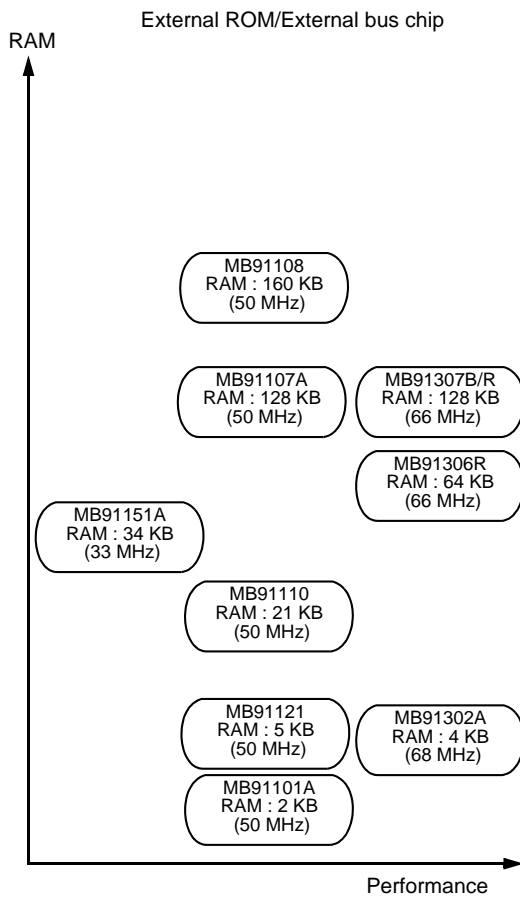 External ROM/External bus chip
RAM
MB91108
RAM : 160 KB
(50 MHz)
MB91107A
RAM : 128 KB
(50 MHz)
MB91307B/R
RAM : 128 KB
(66 MHz)
MB91306R
RAM : 64 KB
(66 MHz)
MB91151A
RAM : 34 KB
(33 MHz)
MB91110
RAM : 21 KB
(50 MHz)
MB91121
RAM : 5 KB
(50 MHz)
MB91302A
RAM : 4 KB
(68 MHz)
MB91101A
RAM : 2 KB
(50 MHz)
Performance